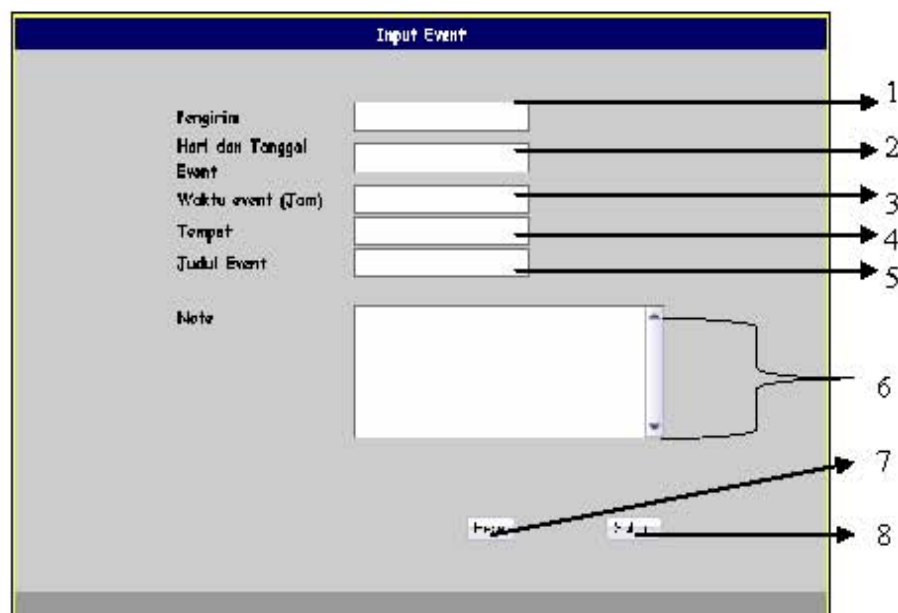 Input Event
Pengirim
Hari dan Tanggal
Event
Waktu event (Jam)
Tempat
Judul Event
Note
1
2
3
4
5
6
7
8